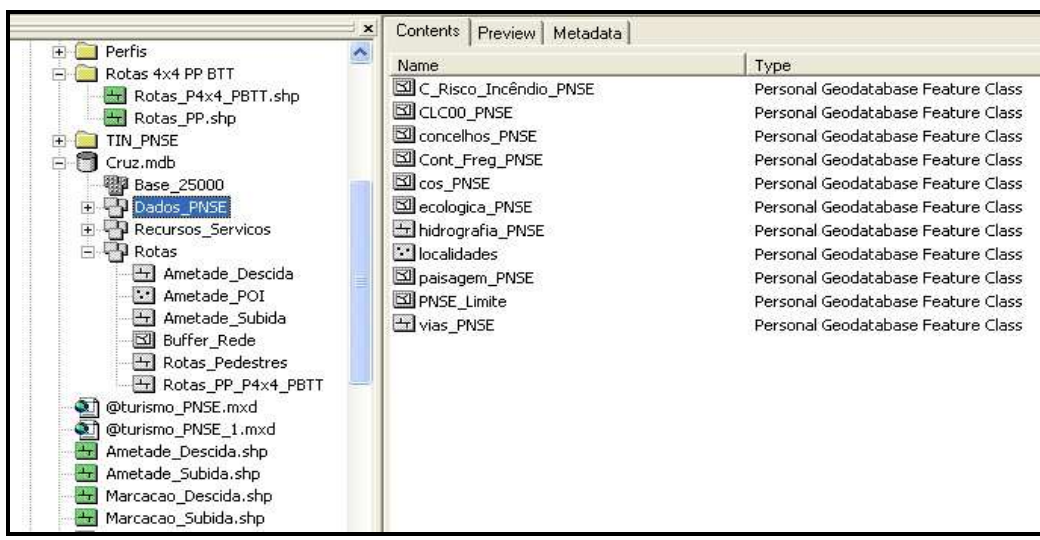 Perfis
Rotas 4x4 PP BTT
Rotas_P4x4_PBTT.shp
Rotas_PP.shp
TIN_PNSE
Cruz.mdb
Base_25000
Dados_PNSE
Recursos_Servicos
Rotas
Ametade_Descida
Ametade_POI
Ametade_Subida
Buffer_Rede
Rotas_Pedestres
Rotas_PP_P4x4_PBTT
@turismo_PNSE.mxd
@turismo_PNSE_1.mxd
Ametade_Descida.shp
Ametade_Subida.shp
Marcacao_Descida.shp
Marcacao_Subida.shp
Contents Preview Metadata
Name Type
C_Risco_Incêndio_PNSE Personal Geodatabase Feature Class
CLC00_PNSE Personal Geodatabase Feature Class
concelhos_PNSE Personal Geodatabase Feature Class
Cont_Freg_PNSE Personal Geodatabase Feature Class
cos_PNSE Personal Geodatabase Feature Class
ecologica_PNSE Personal Geodatabase Feature Class
hidrografia_PNSE Personal Geodatabase Feature Class
localidades Personal Geodatabase Feature Class
paisagem_PNSE Personal Geodatabase Feature Class
PNSE_Limite Personal Geodatabase Feature Class
vias_PNSE Personal Geodatabase Feature Class